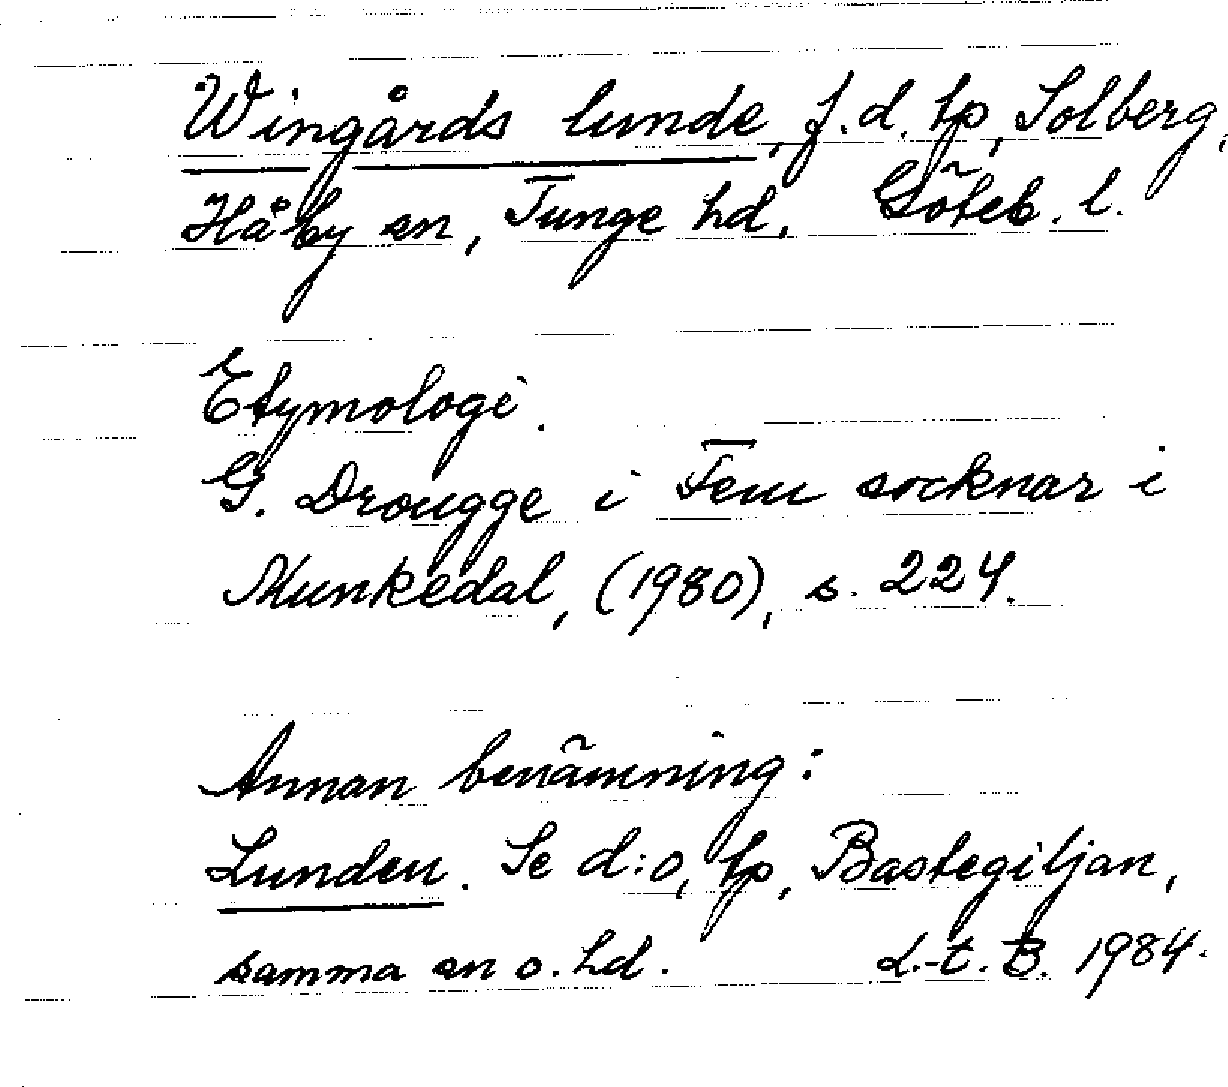 Wingårds lunde, f.d. tp, Solberg,
Håby sn, Tunge hd. Göteb. l.
Etymologi.
G. Drougge i Fem socknar i
Munkedal, (1980), s. 224.
Annan benämning:
Lunden. Se d:o, tp, Bastegiljan,
samma sn o. hd. L.-t. B. 1984.